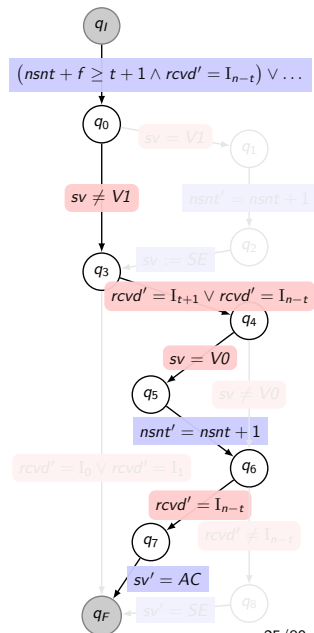 q_I
(nsnt + f ≥ t + 1 ∧ rcvd′ = I_{n−t}) ∨ ...
q_0
sv = V1
q_1
sv ≠ V1
nsnt′ = nsnt + 1
q_2
sv := SE
q_3
rcvd′ = I_{t+1} ∨ rcvd′ = I_{n−t}
q_4
sv = V0
q_5
sv ≠ V0
nsnt′ = nsnt + 1
rcvd′ = I_0 ∨ rcvd′ = I_1
q_6
rcvd′ = I_{n−t}
q_7
rcvd′ ≠ I_{n−t}
sv′ = AC
q_F
sv′ = SE
q_8